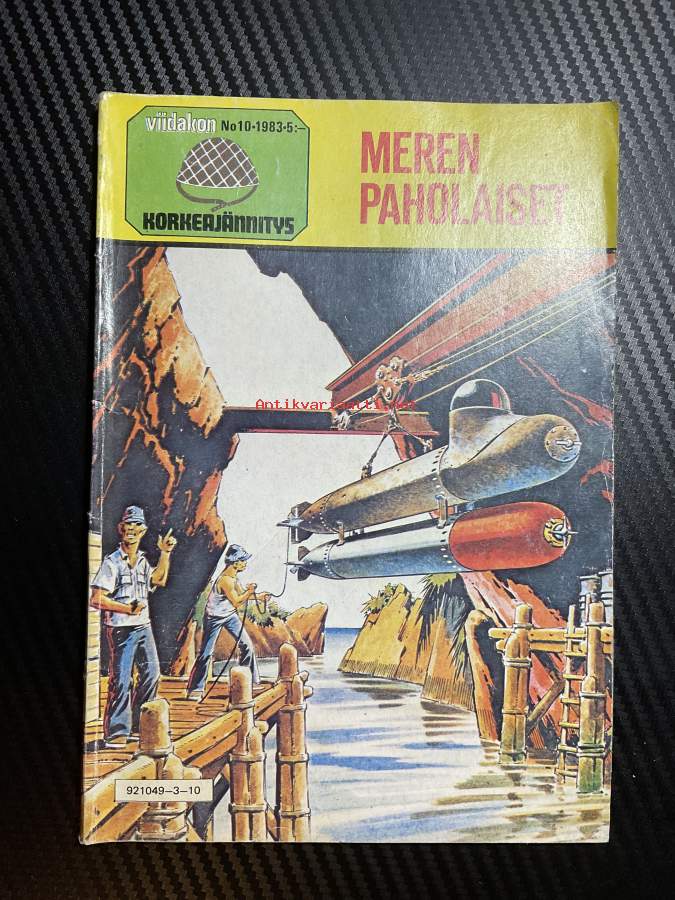 viidakon No10•1983•5:–
KORKEAJÄNNITYS
MEREN
PAHOLAISET
Antikvariaatti.net
921049–3–10